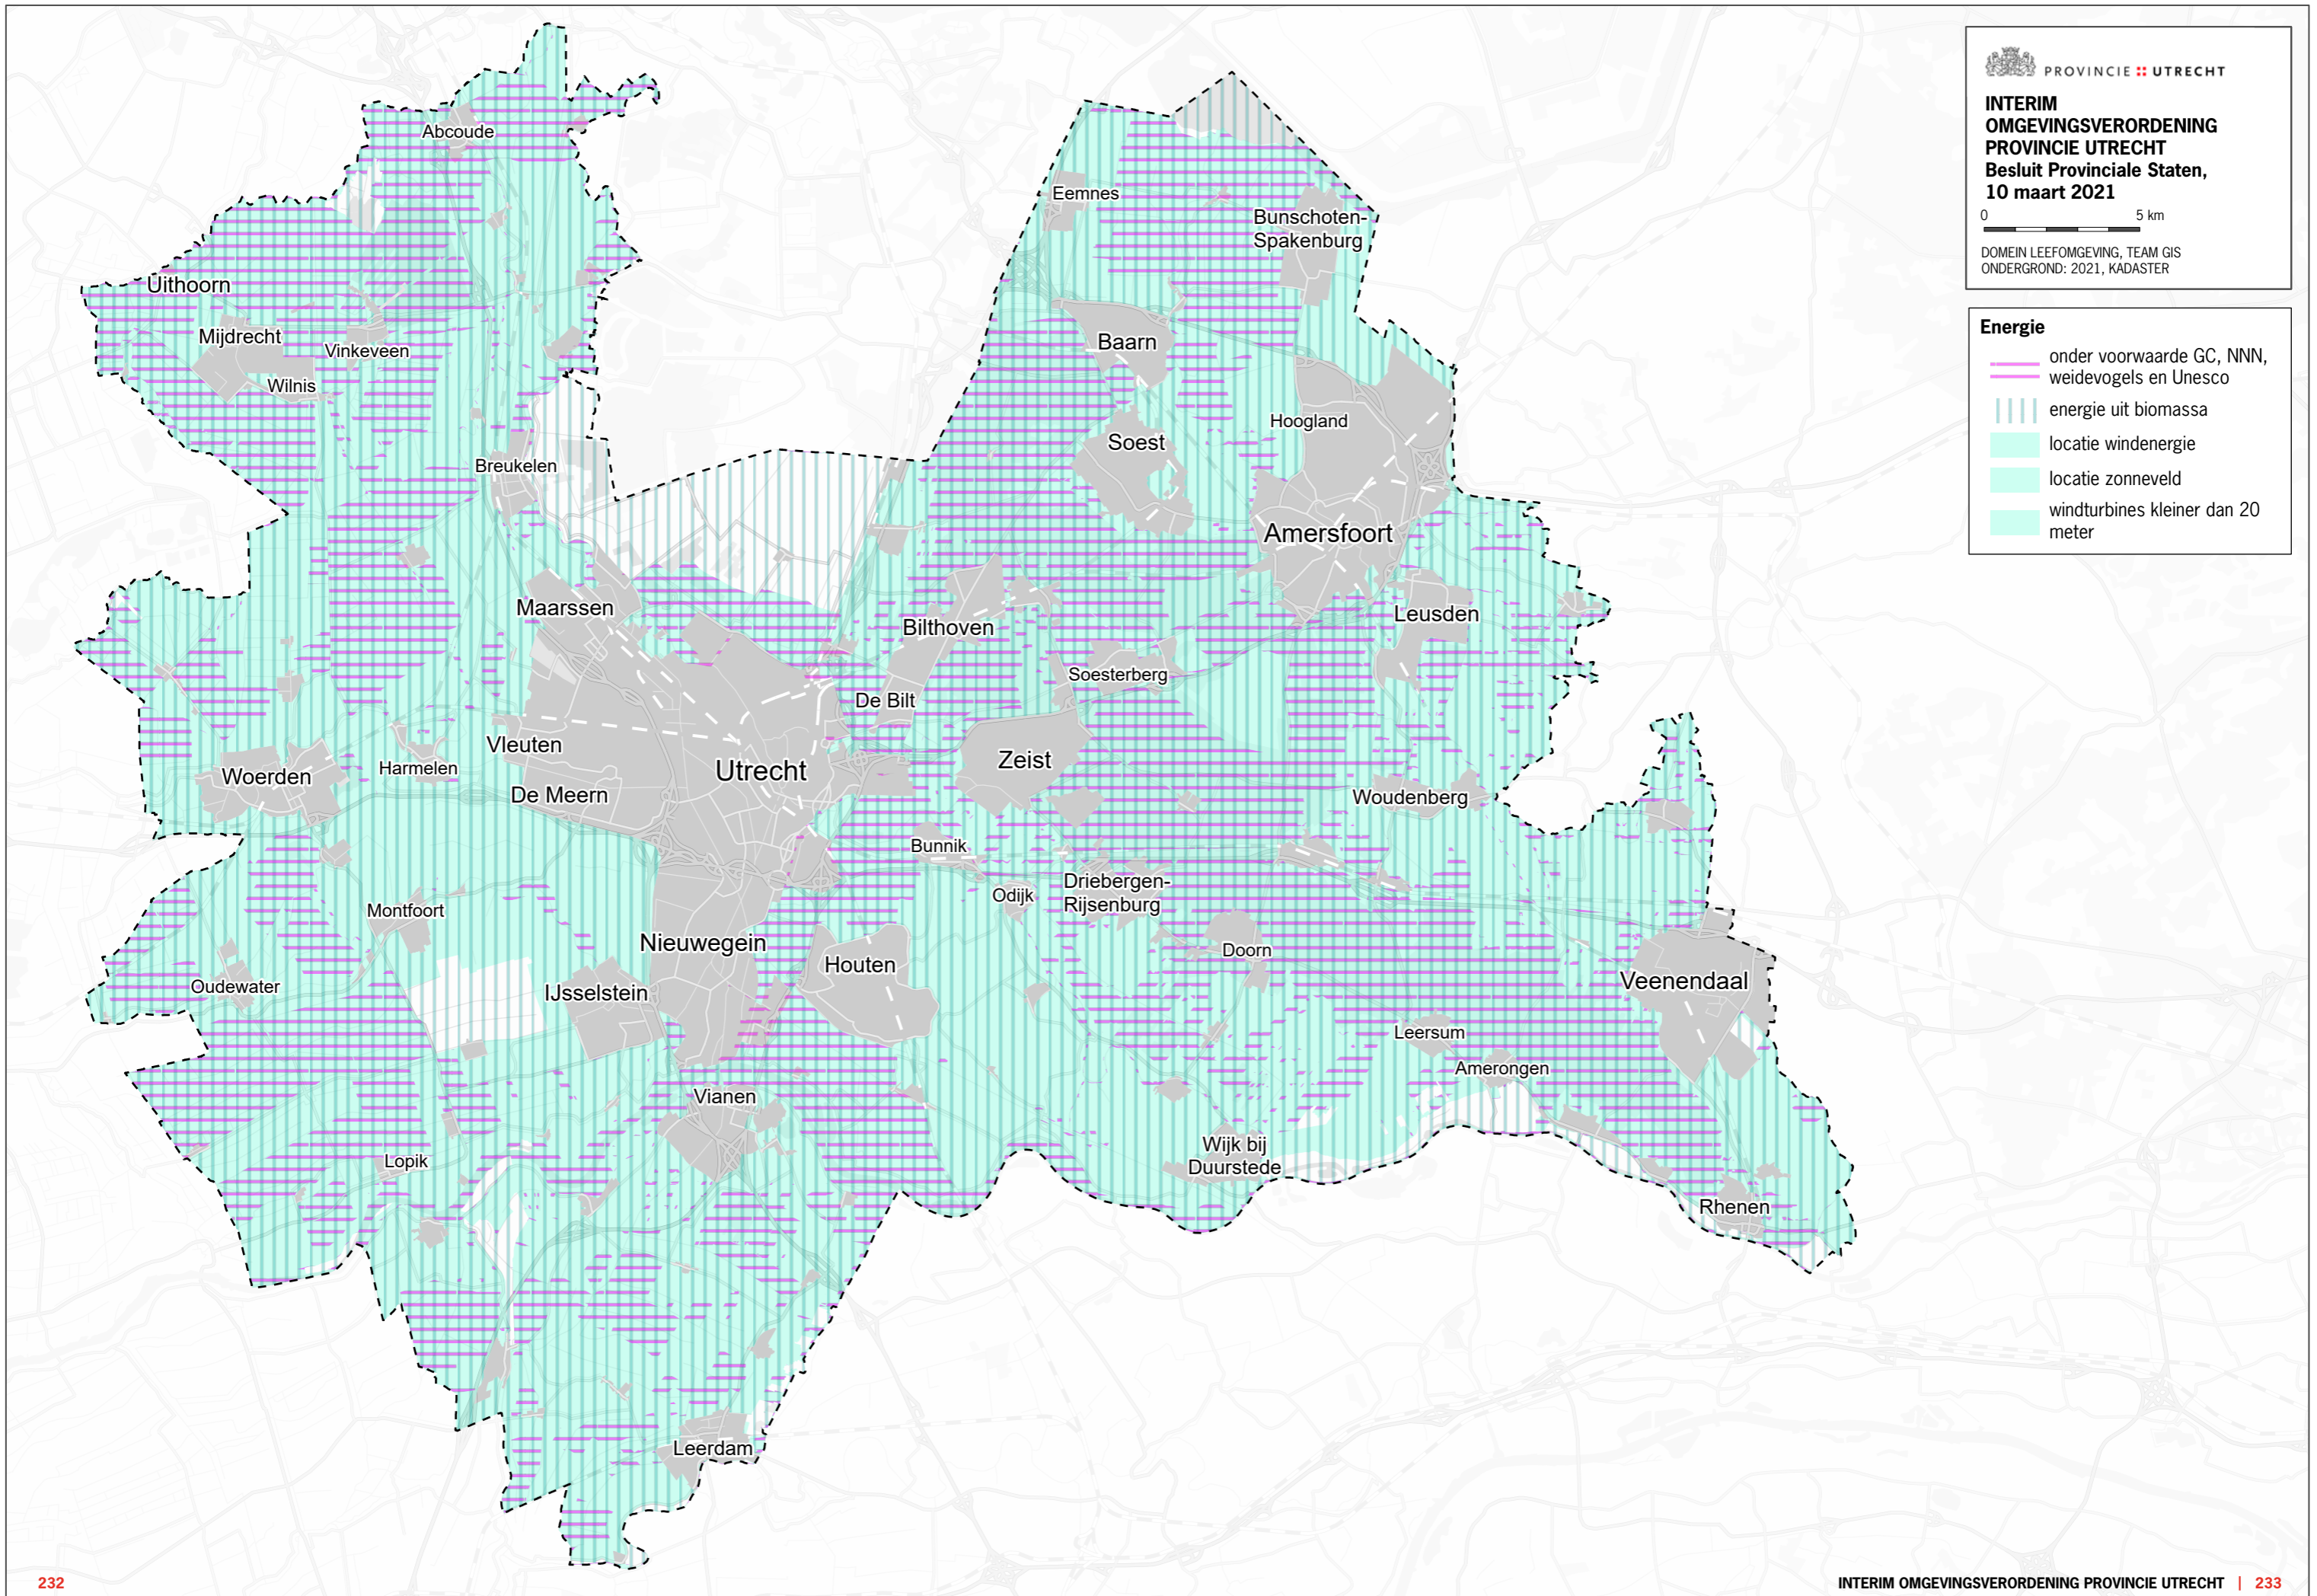 PROVINCIE UTRECHT
INTERIM
OMGEVINGSVERORDENING
PROVINCIE UTRECHT
Besluit Provinciale Staten,
10 maart 2021
0 5 km
DOMEIN LEEFOMGEVING, TEAM GIS
ONDERGROND: 2021, KADASTER
Energie
onder voorwaarde GC, NNN,
weidevogels en Unesco
energie uit biomassa
locatie windenergie
locatie zonneveld
windturbines kleiner dan 20
meter
Abcoude
Eemnes
Bunschoten-
Spakenburg
Uithoorn
Mijdrecht
Vinkeveen
Wilnis
Baarn
Hoogland
Soest
Breukelen
Amersfoort
Maarssen
Leusden
Bilthoven
Soesterberg
De Bilt
Vleuten
Harmelen
Woerden
Utrecht
Zeist
De Meern
Woudenberg
Bunnik
Driebergen-
Rijsenburg
Odijk
Montfoort
Nieuwegein
Doorn
Houten
Veenendaal
Oudewater
IJsselstein
Leersum
Amerongen
Vianen
Wijk bij
Duurstede
Lopik
Rhenen
Leerdam
232
INTERIM OMGEVINGSVERORDENING PROVINCIE UTRECHT | 233